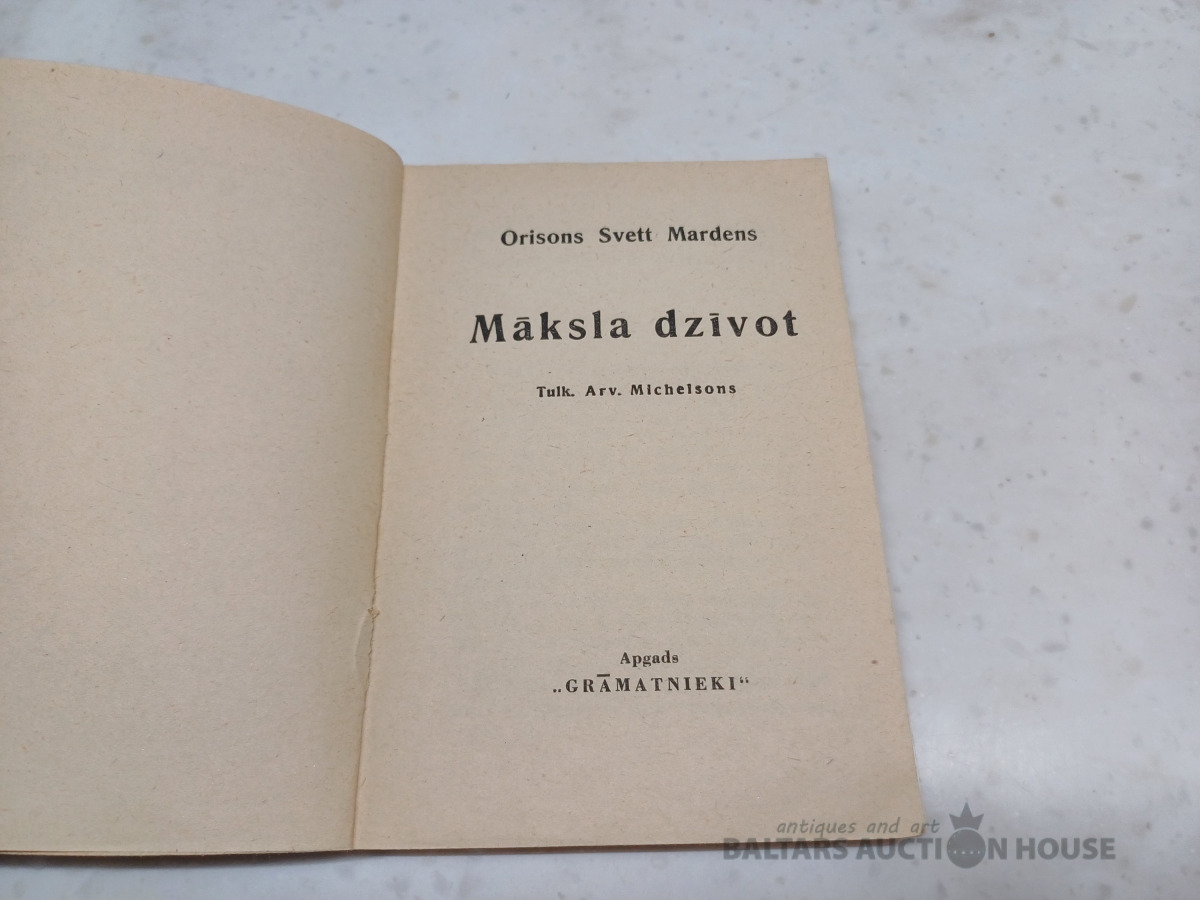 Orisons Svett Mardens
Māksla dzīvot
Tulk. Arv. Michelsons
Apgads
„GRĀMATNIEKI“
antiques and art
BALTARS AUCTION HOUSE